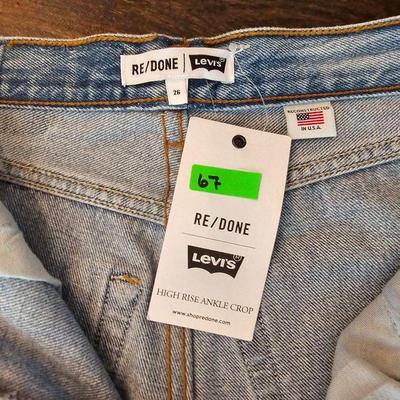 RE/DONE | LEVI'S
26
RECONSTRUCTED
IN U.S.A.
67
RE/DONE
LEVI'S
HIGH RISE ANKLE CROP
www.shopredone.com